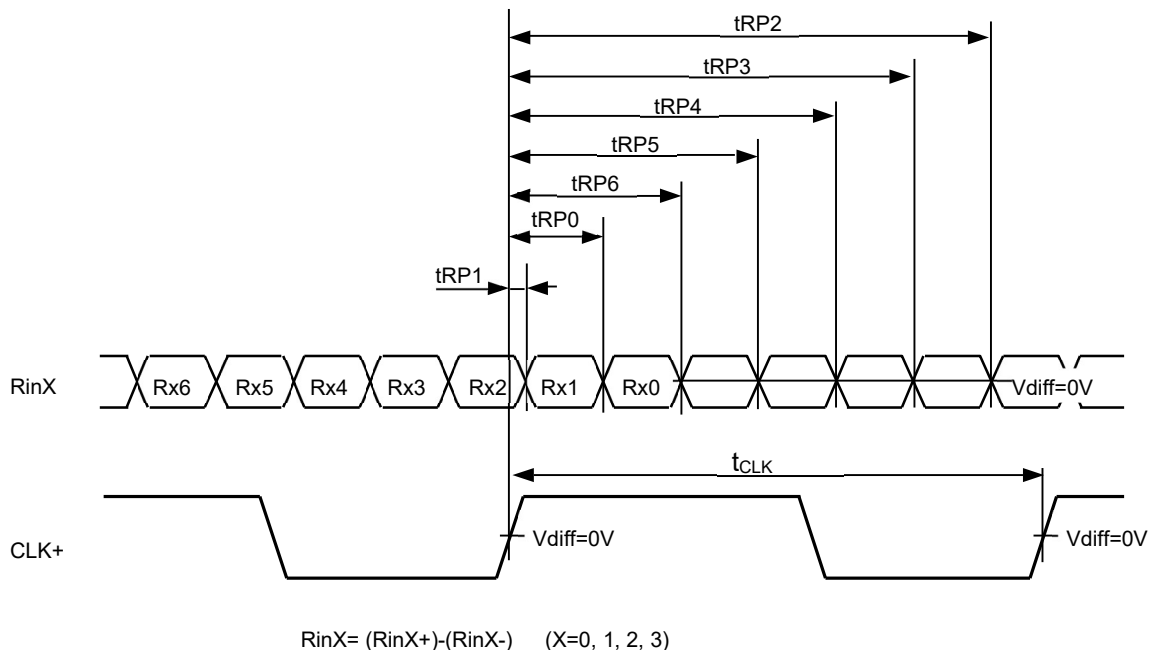 tRP2
tRP3
tRP4
tRP5
tRP6
tRP0
tRP1
RinX Rx6 Rx5 Rx4 Rx3 Rx2 Rx1 Rx0 Vdiff=0V
tCLK
CLK+ Vdiff=0V Vdiff=0V
RinX= (RinX+)-(RinX-) (X=0, 1, 2, 3)